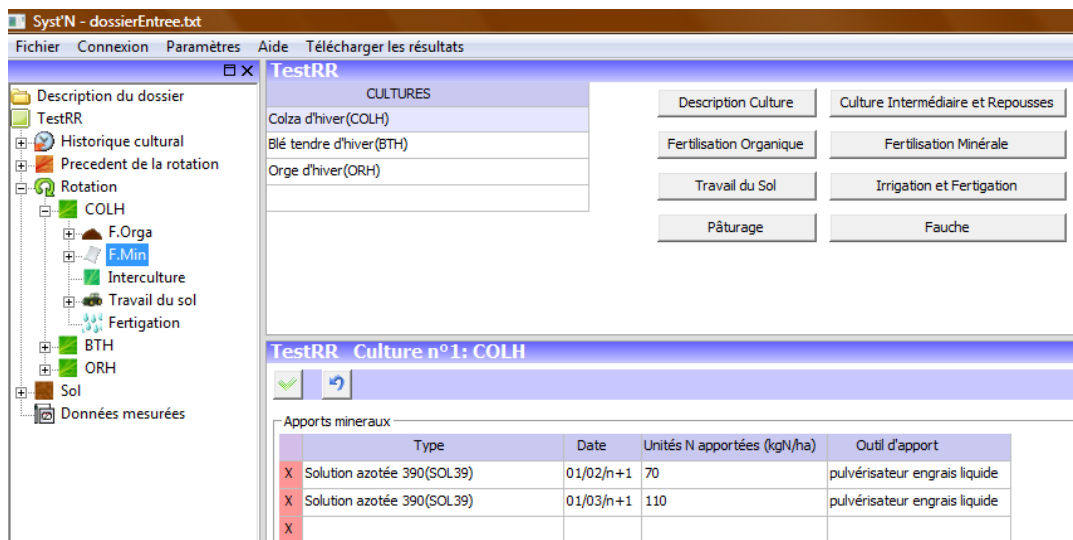 Syst'N - dossierEntree.txt
Fichier Connexion Paramètres Aide Télécharger les résultats
Description du dossier
TestRR
Historique cultural
Precedent de la rotation
Rotation
COLH
F.Orga
F.Min
Interculture
Travail du sol
Fertigation
BTH
ORH
Sol
Données mesurées
TestRR
CULTURES
Colza d'hiver(COLH)
Blé tendre d'hiver(BTH)
Orge d'hiver(ORH)
Description Culture Culture Intermédiaire et Repousses
Fertilisation Organique Fertilisation Minérale
Travail du Sol Irrigation et Fertigation
Pâturage Fauche
TestRR Culture n°1: COLH
Apports mineraux
Type Date Unités N apportées (kgN/ha) Outil d'apport
X Solution azotée 390(SOL39) 01/02/n+1 70 pulvérisateur engrais liquide
X Solution azotée 390(SOL39) 01/03/n+1 110 pulvérisateur engrais liquide
X